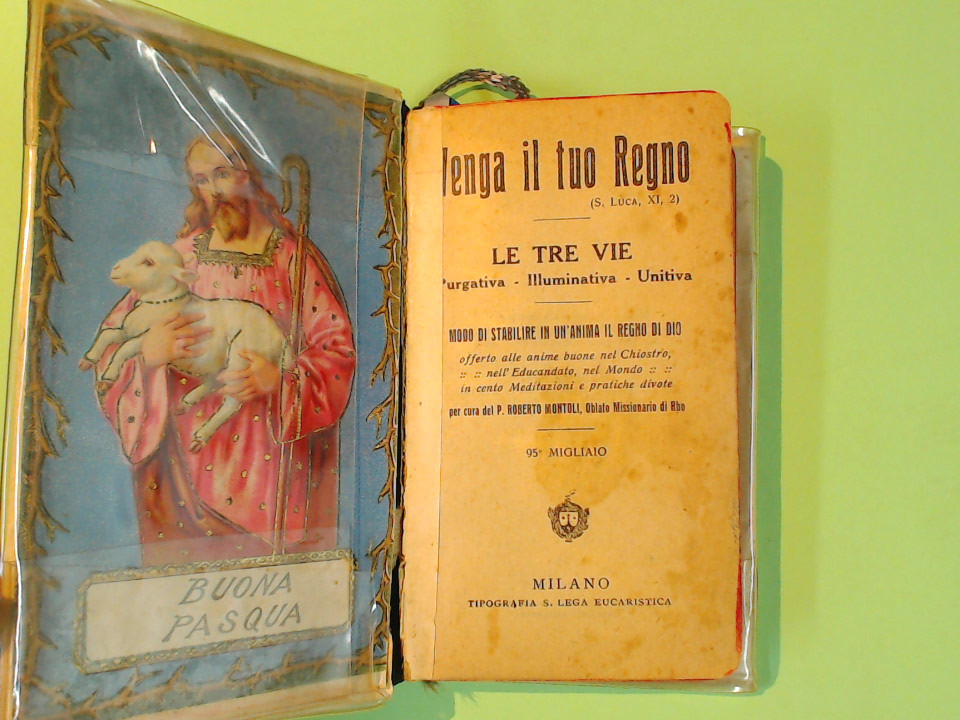 BUONA
PASQUA
Venga il tuo Regno
(S. LUCA, XI, 2)
LE TRE VIE
Purgativa - Illuminativa - Unitiva
MODO DI STABILIRE IN UN'ANIMA IL REGNO DI DIO
offerto alle anime buone nel Chiostro,
:: :: nell' Educandato, nel Mondo :: ::
in cento Meditazioni e pratiche divote
per cura del P. ROBERTO MONTOLI, Oblato Missionario di Rho
95° MIGLIAIO
MILANO
TIPOGRAFIA S. LEGA EUCARISTICA